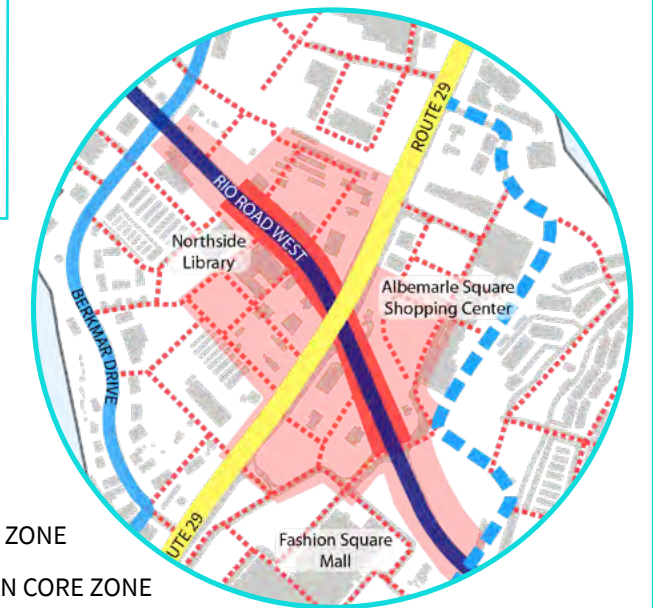 ROUTE 29
RIO ROAD WEST
Northside
Library
Albemarle Square
Shopping Center
BERKMAR DRIVE
UTE 29
Fashion Square
Mall
ZONE
N CORE ZONE